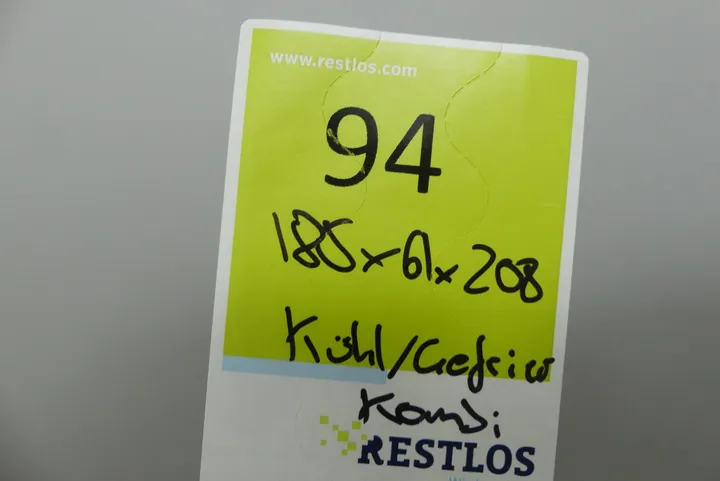 www.restlos.com
94
185x61x208
Kühl/Gefrier
Kombi
RESTLOS